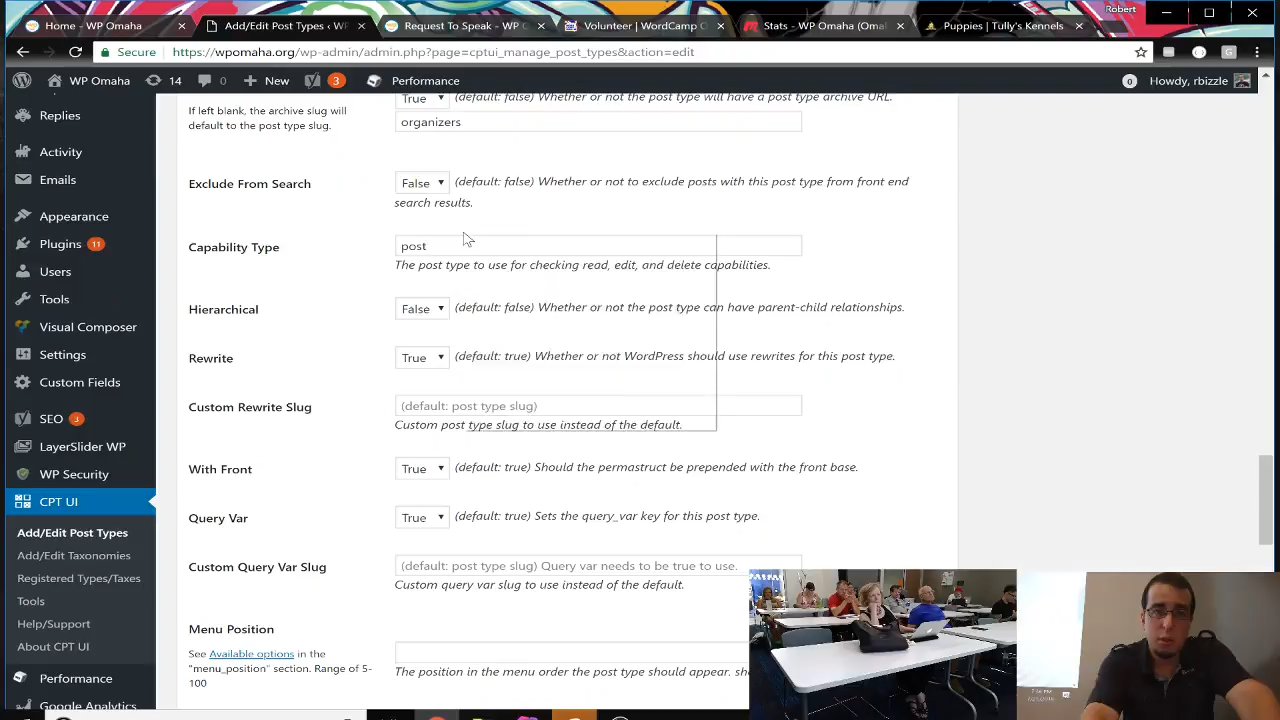 Robert
Home - WP Omaha
Add/Edit Post Types ‹ W
Request To Speak - WP C
Volunteer | WordCamp O
Stats - WP Omaha (Omal
Puppies | Tully's Kennels
Secure
https://wpomaha.org/wp-admin/admin.php?page=cptui_manage_post_types&action=edit
WP Omaha
14
0
New
3
Performance
0
Howdy, rbizzle
Replies
Activity
Emails
Appearance
Plugins 11
Users
Tools
Visual Composer
Settings
Custom Fields
SEO 3
LayerSlider WP
WP Security
CPT UI
Add/Edit Post Types
Add/Edit Taxonomies
Registered Types/Taxes
Tools
Help/Support
About CPT UI
Performance
Google Analytics
If left blank, the archive slug will
default to the post type slug.
True (default: false) Whether or not the post type will have a post type archive URL.
organizers
Exclude From Search
False (default: false) Whether or not to exclude posts with this post type from front end
search results.
Capability Type
post
The post type to use for checking read, edit, and delete capabilities.
Hierarchical
False (default: false) Whether or not the post type can have parent-child relationships.
Rewrite
True (default: true) Whether or not WordPress should use rewrites for this post type.
Custom Rewrite Slug
(default: post type slug)
Custom post type slug to use instead of the default.
With Front
True (default: true) Should the permastruct be prepended with the front base.
Query Var
True (default: true) Sets the query_var key for this post type.
Custom Query Var Slug
(default: post type slug) Query var needs to be true to use.
Custom query var slug to use instead of the default.
Menu Position
See Available options in the
"menu_position" section. Range of 5-
100
The position in the menu order the post type should appear.